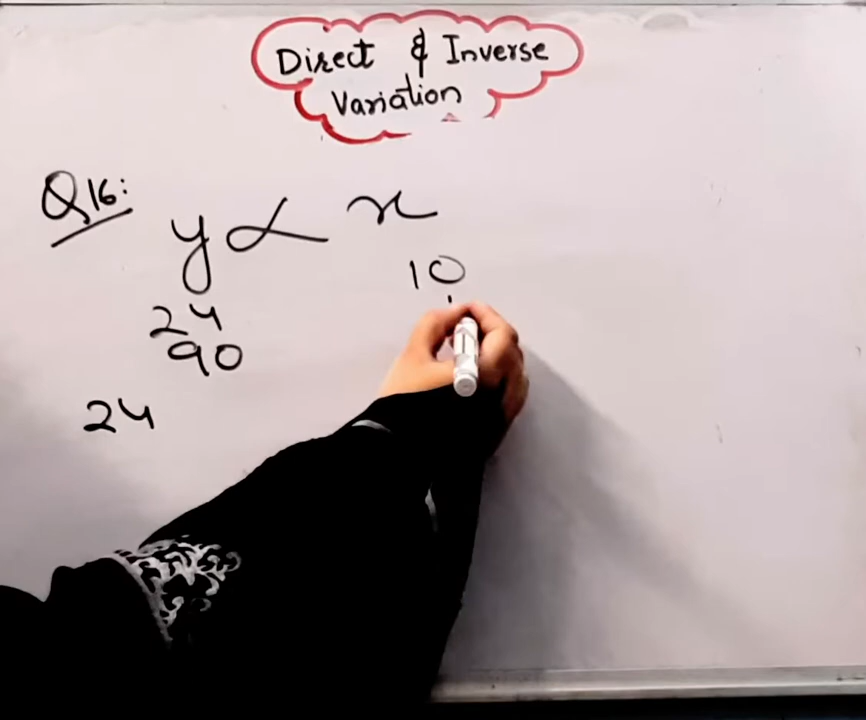 Direct & Inverse
Variation
Q16:
y ∝ x
24 10
90
24